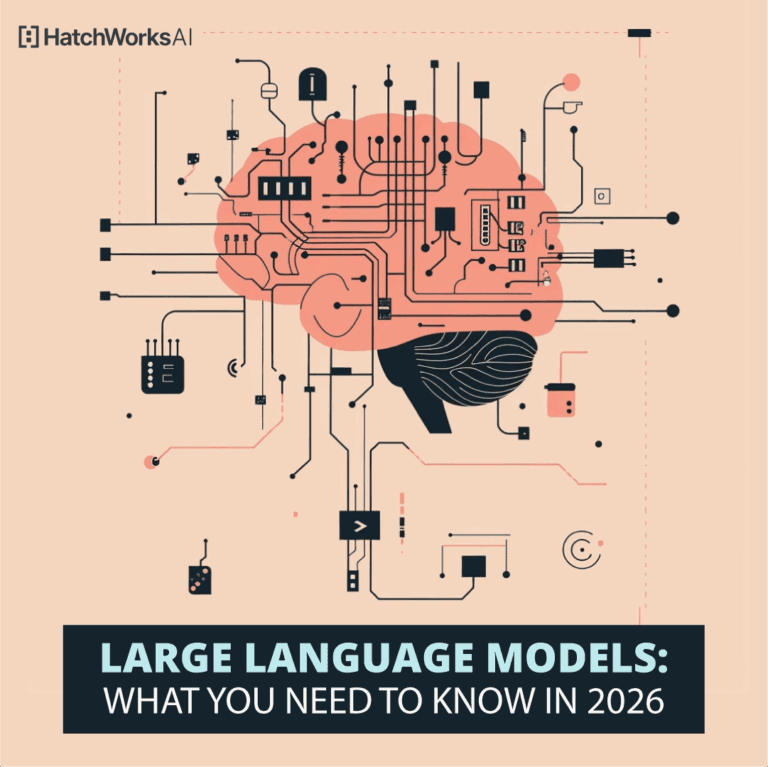 [:] HatchWorksAI
LARGE LANGUAGE MODELS:
WHAT YOU NEED TO KNOW IN 2026